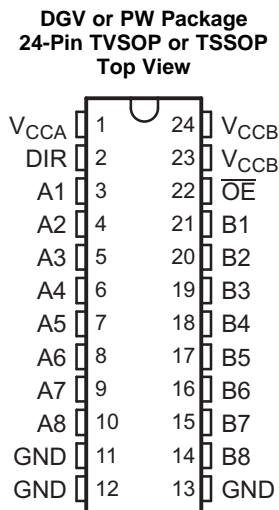 DGV or PW Package
24-Pin TVSOP or TSSOP
Top View
VCCA 1 24 VCCB
DIR 2 23 VCCB
A1 3 22 O̅E̅
A2 4 21 B1
A3 5 20 B2
A4 6 19 B3
A5 7 18 B4
A6 8 17 B5
A7 9 16 B6
A8 10 15 B7
GND 11 14 B8
GND 12 13 GND